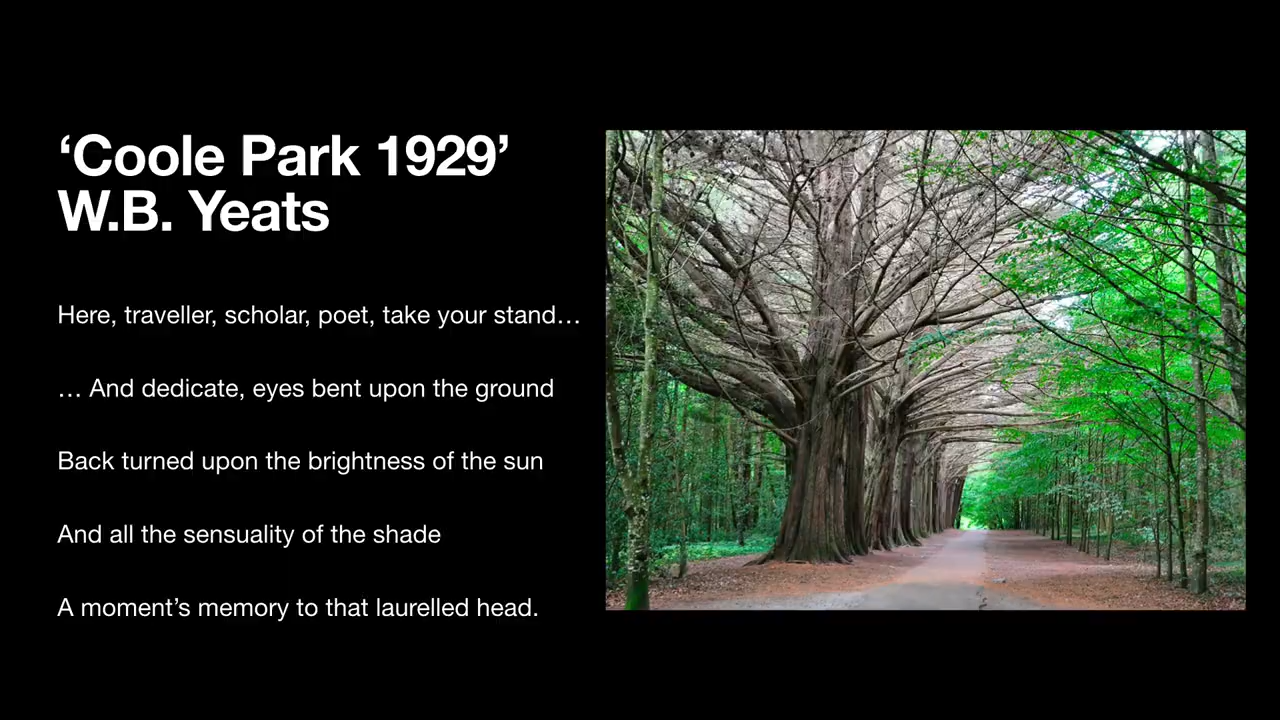 ‘Coole Park 1929’
W.B. Yeats
Here, traveller, scholar, poet, take your stand…
… And dedicate, eyes bent upon the ground
Back turned upon the brightness of the sun
And all the sensuality of the shade
A moment’s memory to that laurelled head.